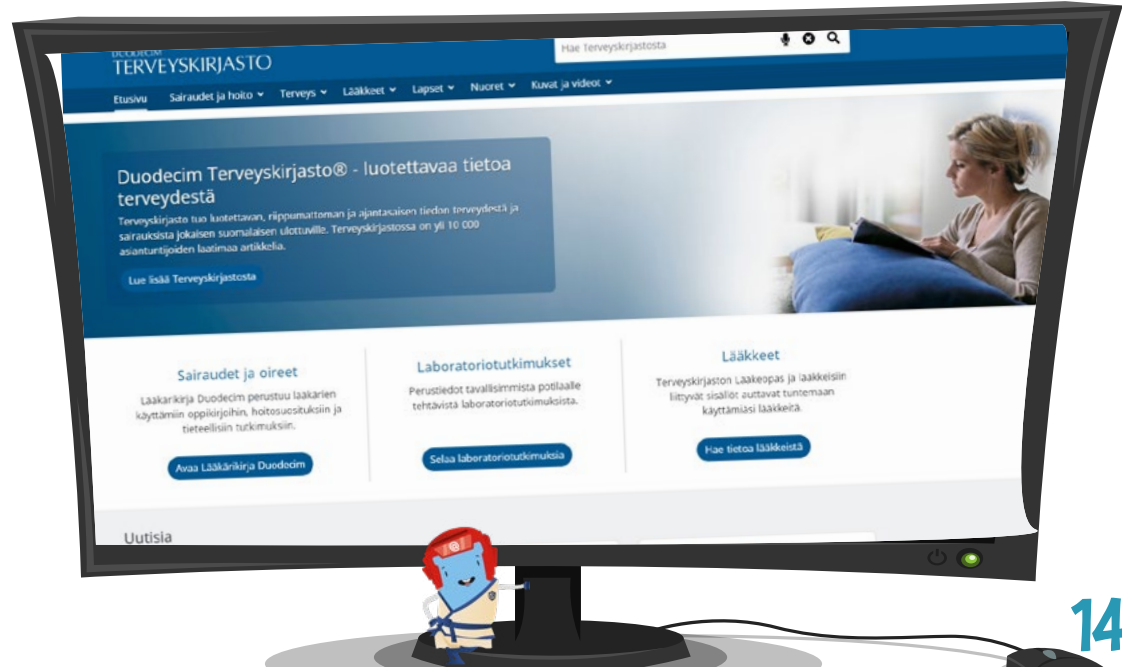 DUODECIM
TERVEYSKIRJASTO
Hae Terveyskirjastosta
Etusivu Sairaudet ja hoito Terveys Lääkkeet Lapset Nuoret Kuvat ja videot
Duodecim Terveyskirjasto® - luotettavaa tietoa
terveydestä
Terveyskirjasto tuo luotettavan, riippumattoman ja ajantasaisen tiedon terveydestä ja
sairauksista jokaisen suomalaisen ulottuville. Terveyskirjastossa on yli 10 000
asiantuntijoiden laatimaa artikkelia.
Lue lisää Terveyskirjastosta
Sairaudet ja oireet
Lääkärikirja Duodecim perustuu lääkärien
käyttämiin oppikirjoihin, hoitosuosituksiin ja
tieteellisiin tutkimuksiin.
Avaa Lääkärikirja Duodecim
Laboratoriotutkimukset
Perustiedot tavallisimmista potilaalle
tehtävistä laboratoriotutkimuksista.
Selaa laboratoriotutkimuksia
Lääkkeet
Terveyskirjaston Lääkeopas ja lääkkeisiin
liittyvät sisällöt auttavat tuntemaan
käyttämiäsi lääkkeitä.
Hae tietoa lääkkeistä
Uutisia
@
14